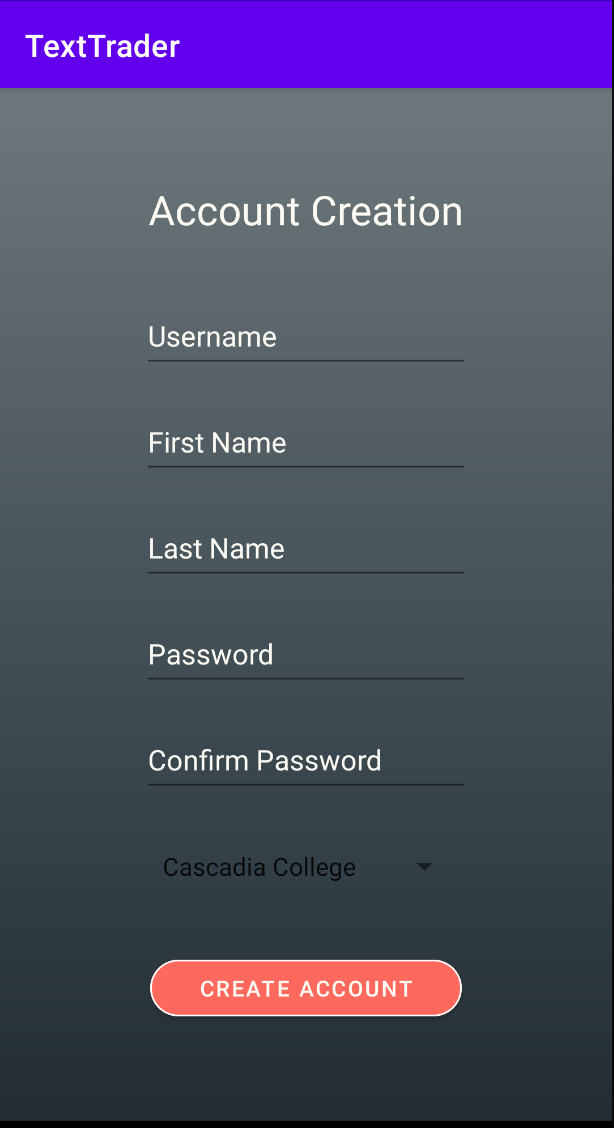 TextTrader
Account Creation
Username
First Name
Last Name
Password
Confirm Password
Cascadia College
CREATE ACCOUNT